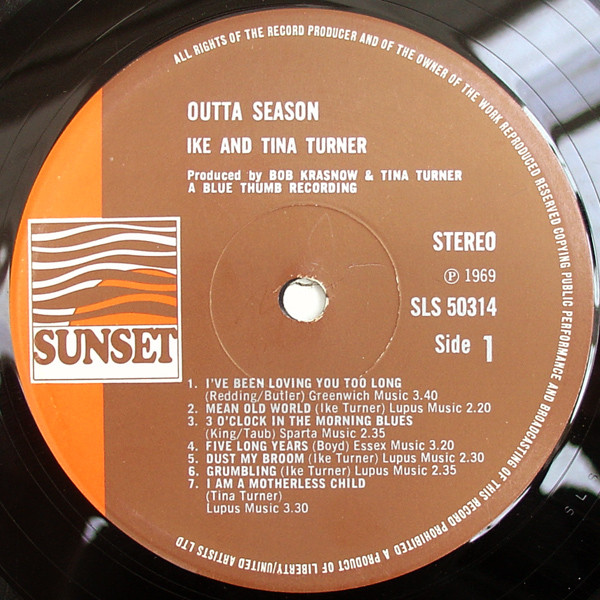 ALL RIGHTS OF THE RECORD PRODUCER AND OF THE OWNER OF THE WORK REPRODUCED RESERVED COPYING PUBLIC PERFORMANCE AND BROADCASTING OF THIS RECORD PROHIBITED A PRODUCT OF LIBERTY/UNITED ARTISTS LTD
OUTTA SEASON
IKE AND TINA TURNER
Produced by BOB KRASNOW & TINA TURNER
A BLUE THUMB RECORDING
STEREO
℗ 1969
SLS 50314
Side 1
SUNSET
1. I'VE BEEN LOVING YOU TOO LONG
(Redding/Butler) Greenwich Music 3.40
2. MEAN OLD WORLD (Ike Turner) Lupus Music 2.20
3. 3 O'CLOCK IN THE MORNING BLUES
(King/Taub) Sparta Music 2.35
4. FIVE LONG YEARS (Boyd) Essex Music 3.20
5. DUST MY BROOM (Ike Turner) Lupus Music 2.30
6. GRUMBLING (Ike Turner) Lupus Music 2.35
7. I AM A MOTHERLESS CHILD
(Tina Turner)
Lupus Music 3.30